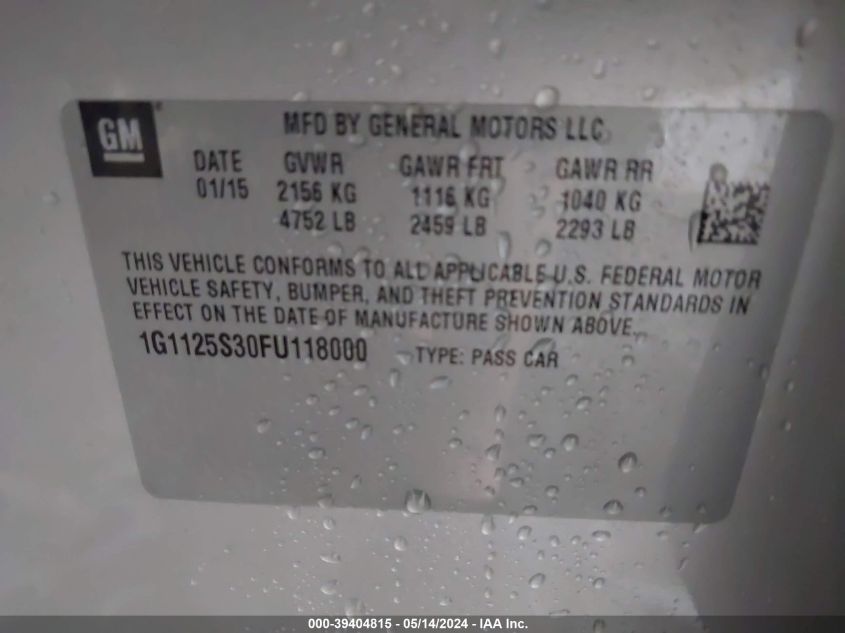 GM
MFD BY GENERAL MOTORS LLC
DATE GVWR GAWR FRT GAWR RR
01/15 2156 KG 1116 KG 1040 KG
4752 LB 2459 LB 2293 LB
THIS VEHICLE CONFORMS TO ALL APPLICABLE U.S. FEDERAL MOTOR
VEHICLE SAFETY, BUMPER, AND THEFT PREVENTION STANDARDS IN
EFFECT ON THE DATE OF MANUFACTURE SHOWN ABOVE.
1G1125S30FU118000 TYPE: PASS CAR
000-39404815 - 05/14/2024 - IAA Inc.